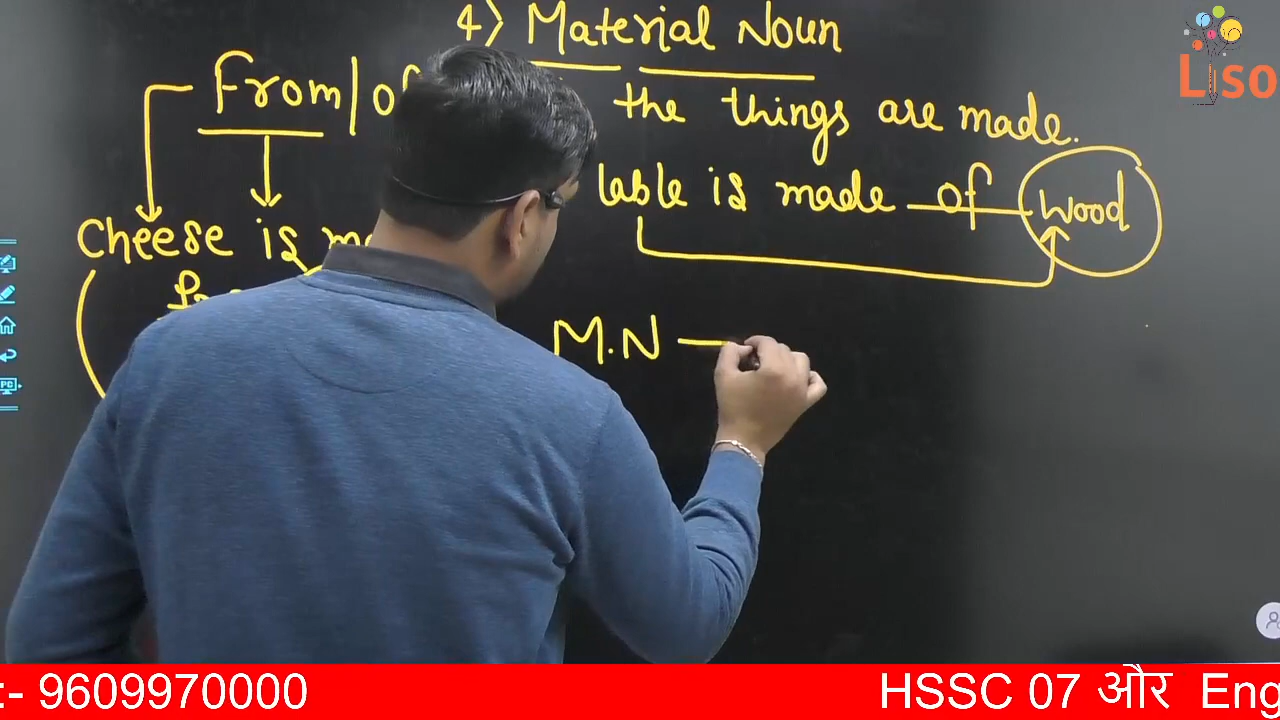 4) Material Noun
From/of the things are made.
Table is made of wood
Cheese is
M.N —
Liso
:- 9609970000 HSSC 07 और Eng